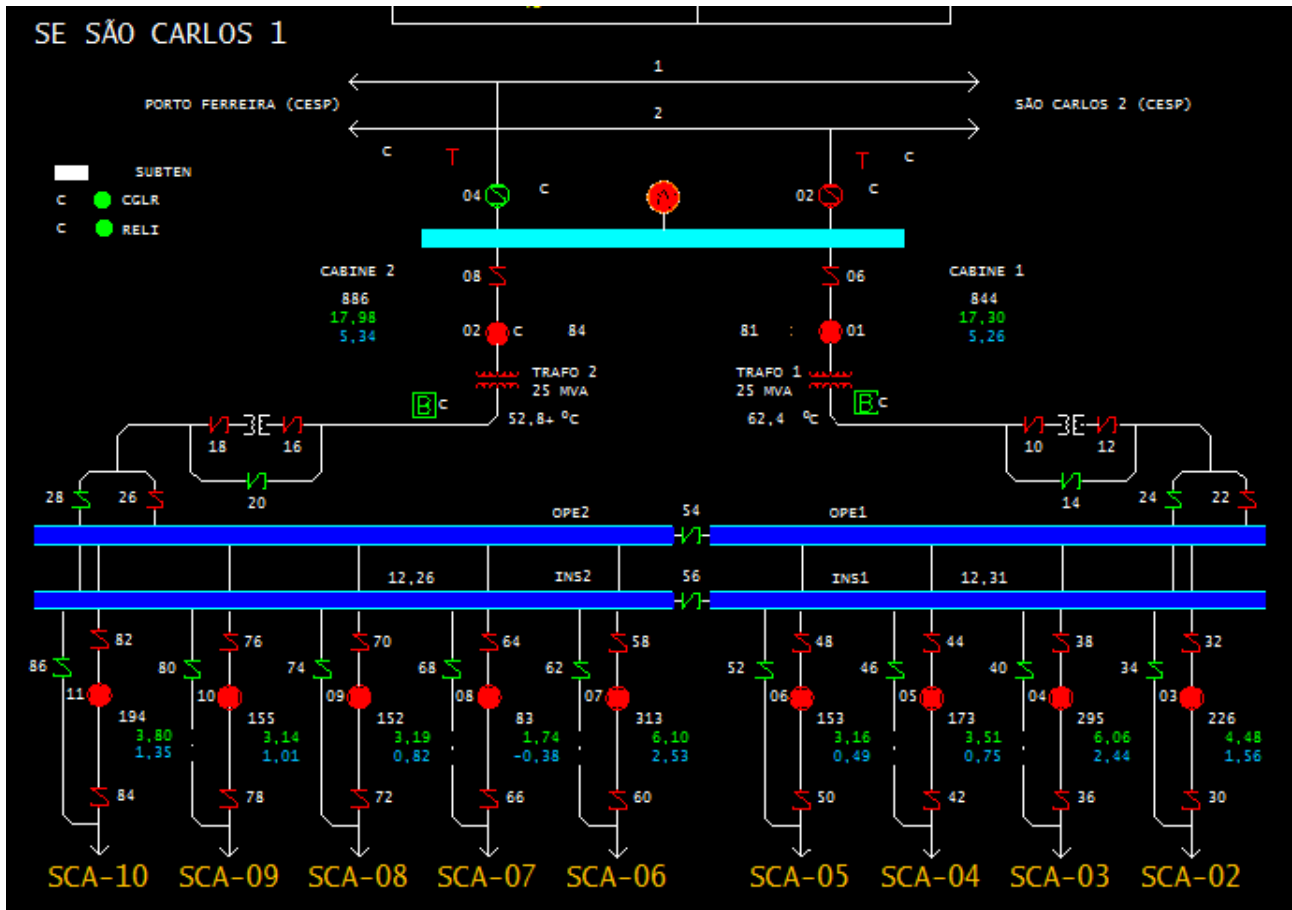 SE SÃO CARLOS 1
1
PORTO FERREIRA (CESP)
SÃO CARLOS 2 (CESP)
2
C T
T C
SUBTEN
C CGLR
C RELI
04 C
02 C
CABINE 2
886
17,98
5,34
08
06
CABINE 1
844
17,30
5,26
02 C 84
81 : 01
TRAFO 2
25 MVA
TRAFO 1
25 MVA
B C
52,8+ ºC
62,4 ºC
B C
18 16
20
10 12
14
28 26
24 22
OPE2
54
OPE1
12,26
INS2
56
INS1
12,31
82 76 70 64 58 48 44 38 32
86 80 74 68 62 52 46 40 34
11 10 09 08 07 06 05 04 03
194 155 152 83 313 153 173 295 226
3,80 3,14 3,19 1,74 6,10 3,16 3,51 6,06 4,48
1,35 1,01 0,82 -0,38 2,53 0,49 0,75 2,44 1,56
84 78 72 66 60 50 42 36 30
SCA-10 SCA-09 SCA-08 SCA-07 SCA-06 SCA-05 SCA-04 SCA-03 SCA-02